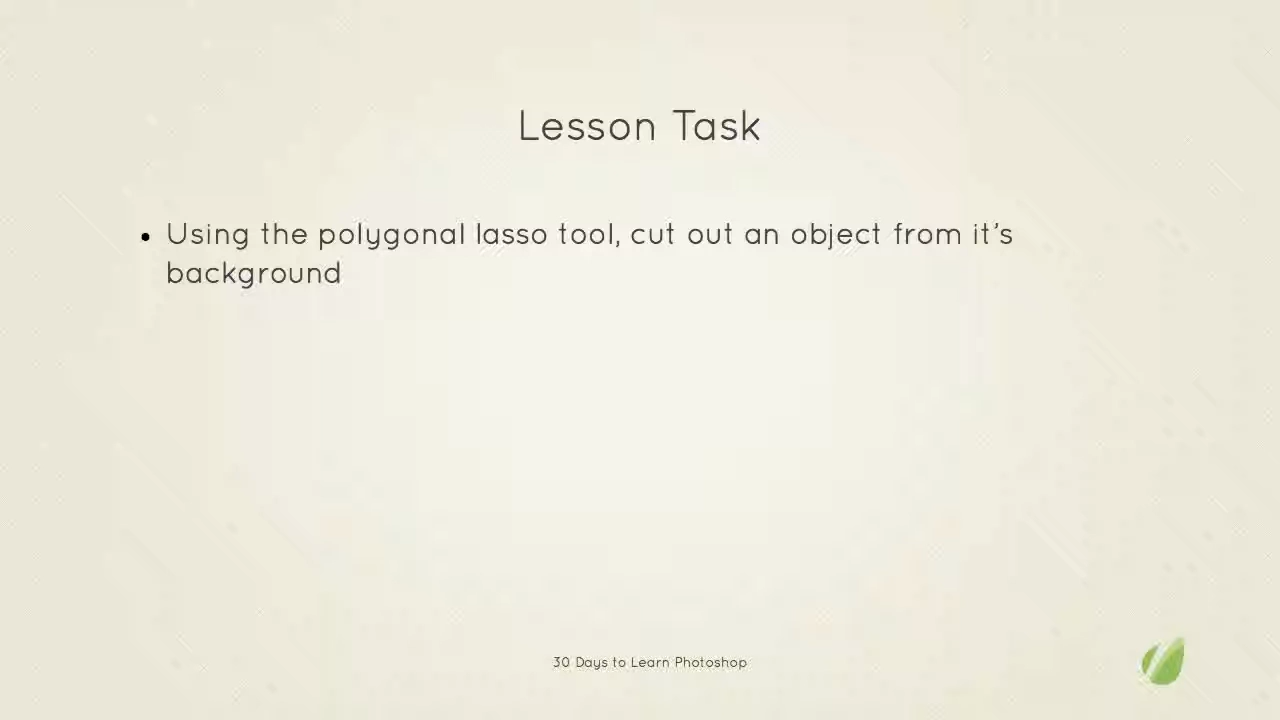 Lesson Task
• Using the polygonal lasso tool, cut out an object from it’s
background
30 Days to Learn Photoshop